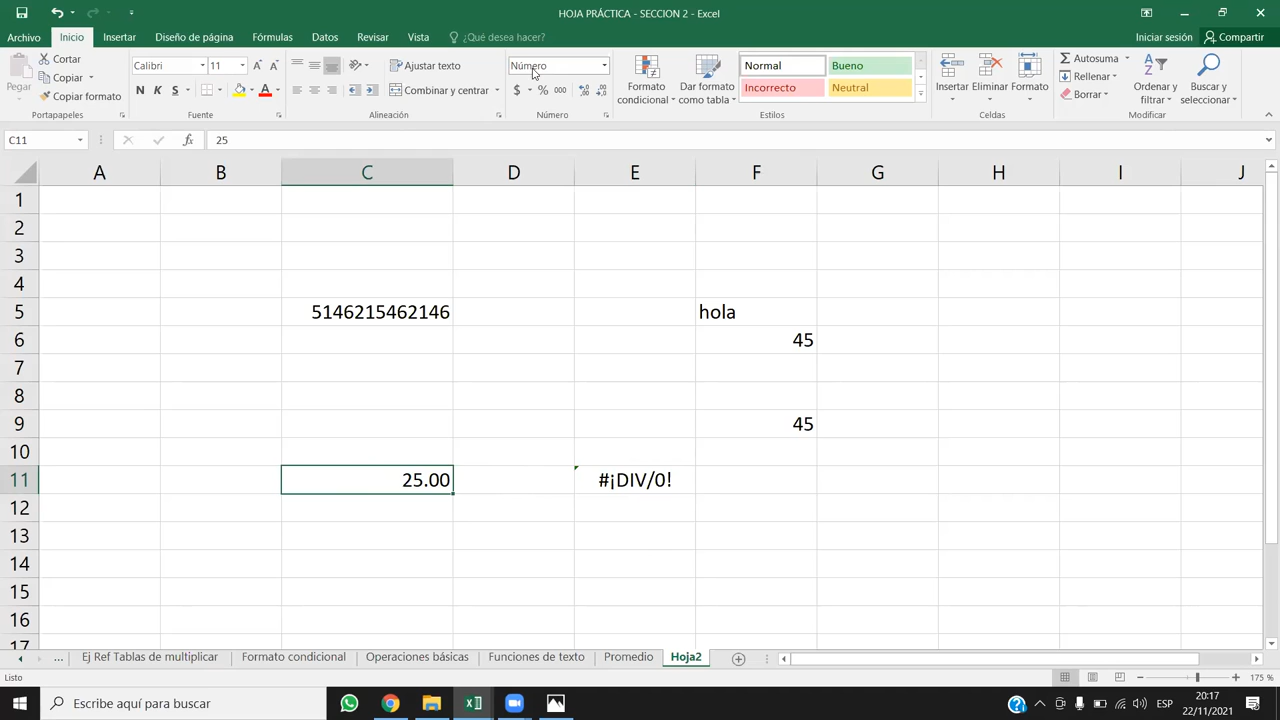 HOJA PRÁCTICA - SECCION 2 - Excel
Archivo Inicio Insertar Diseño de página Fórmulas Datos Revisar Vista ¿Qué desea hacer? Iniciar sesión Compartir
Pegar
Cortar
Copiar
Copiar formato
Portapapeles
Calibri 11
N K S
Fuente
Ajustar texto
Combinar y centrar
Alineación
Número
$ % 000
Número
Formato condicional
Dar formato como tabla
Normal Bueno
Incorrecto Neutral
Estilos
Insertar Eliminar Formato
Celdas
Autosuma
Rellenar
Borrar
Ordenar y filtrar
Buscar y seleccionar
Modificar
C11 fx 25
A B C D E F G H I J
1
2
3
4
5 5146215462146 hola
6 45
7
8
9 45
10
11 25.00 #¡DIV/0!
12
13
14
15
16
17
... Ej Ref Tablas de multiplicar Formato condicional Operaciones básicas Funciones de texto Promedio Hoja2
Listo 175 %
Escribe aquí para buscar
ESP
20:17
22/11/2021